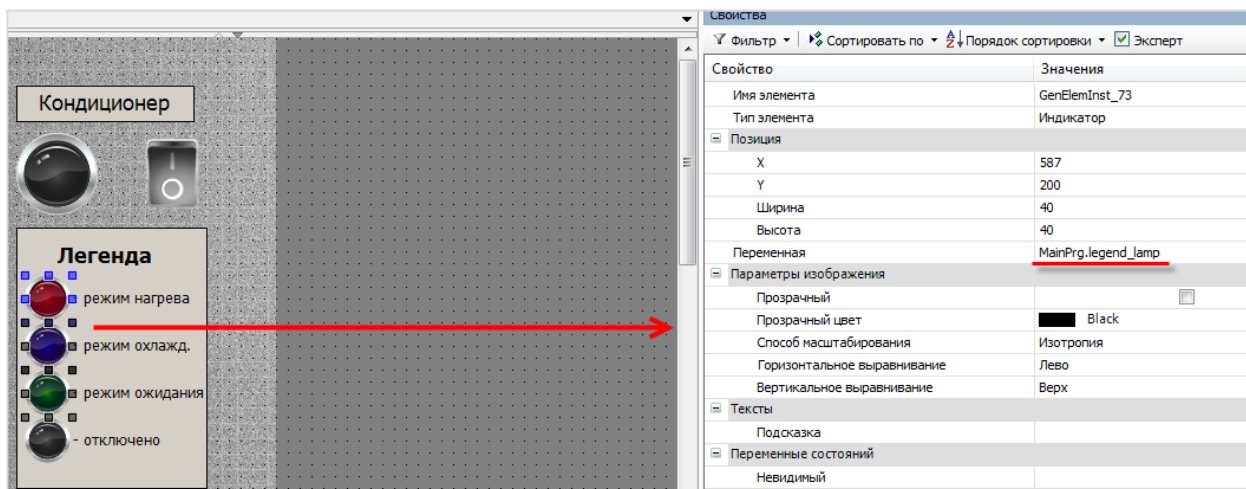 Кондиционер
Легенда
режим нагрева
режим охлажд.
режим ожидания
- отключено
Свойства
Фильтр Сортировать по Порядок сортировки Эксперт
Свойство Значения
Имя элемента GenElemInst_73
Тип элемента Индикатор
Позиция
X 587
Y 200
Ширина 40
Высота 40
Переменная MainPrg.legend_lamp
Параметры изображения
Прозрачный
Прозрачный цвет Black
Способ масштабирования Изотропия
Горизонтальное выравнивание Лево
Вертикальное выравнивание Верх
Тексты
Подсказка
Переменные состояний
Невидимый